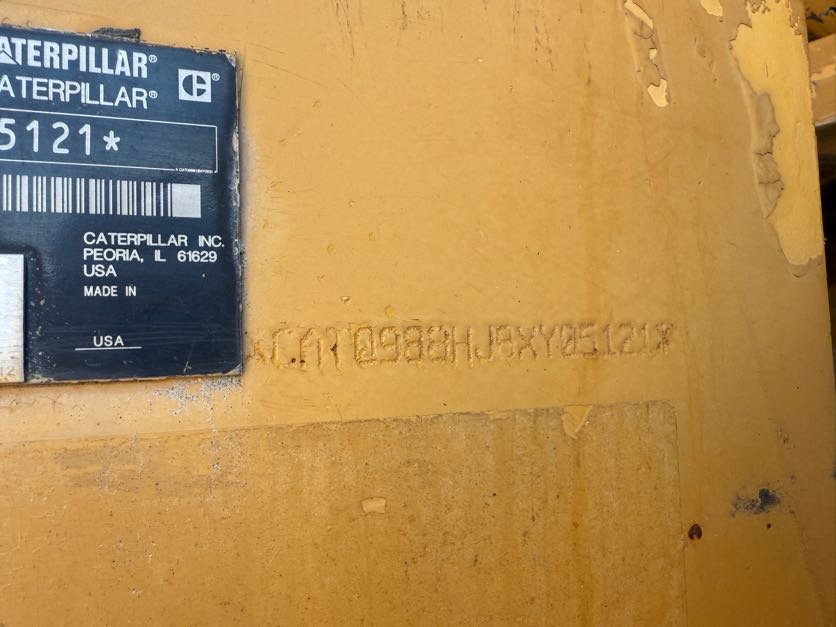 CATERPILLAR®
CATERPILLAR®
5121*
CATERPILLAR INC.
PEORIA, IL 61629
USA
MADE IN
USA
*CAT0988HJBXY05121*